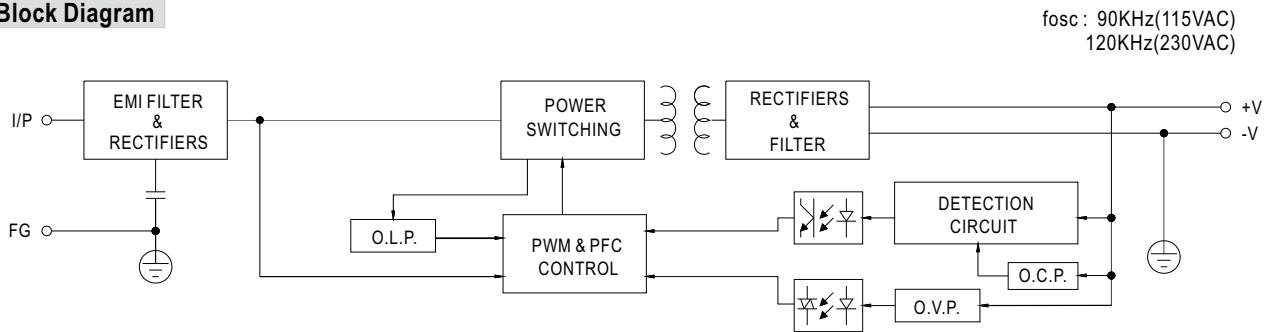 Block Diagram
fosc : 90KHz(115VAC)
120KHz(230VAC)
I/P
EMI FILTER
&
RECTIFIERS
POWER
SWITCHING
RECTIFIERS
&
FILTER
+V
-V
FG
O.L.P.
PWM & PFC
CONTROL
DETECTION
CIRCUIT
O.C.P.
O.V.P.